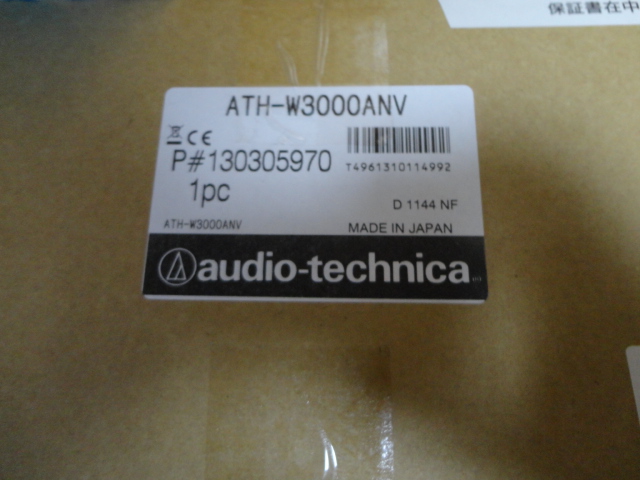 保証書在中
ATH-W3000ANV
CE
P#130305970
T4961310114992
1pc
D 1144 NF
ATH-W3000ANV
MADE IN JAPAN
audio-technica